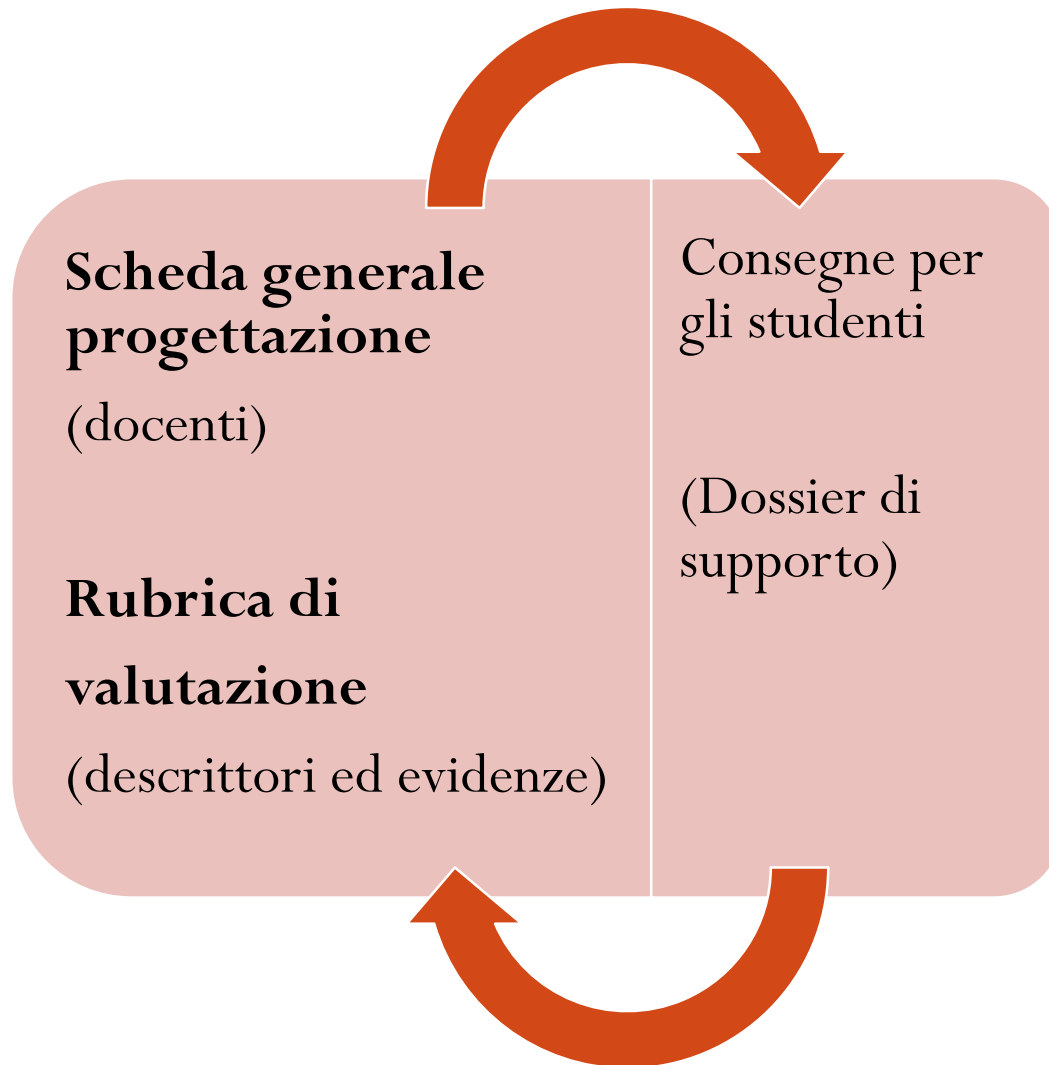 Scheda generale
progettazione
(docenti)
Rubrica di
valutazione
(descrittori ed evidenze)
Consegne per
gli studenti
(Dossier di
supporto)